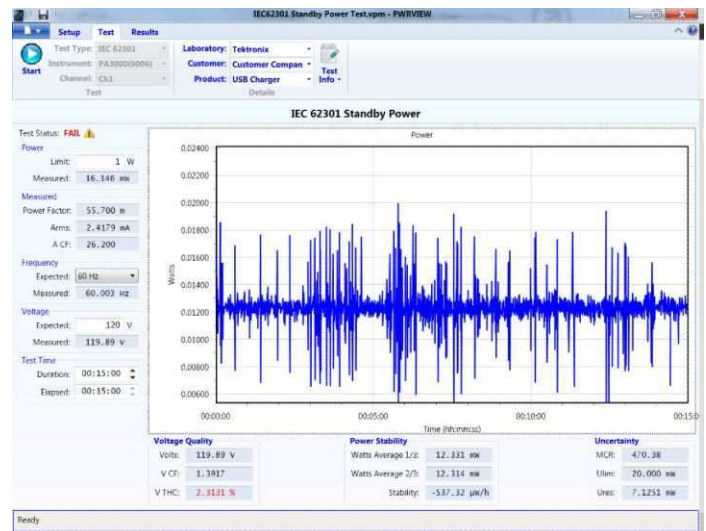 IEC62301 Standby Power Test.vpm - PWRVIEW
Setup Test Results
Start
Test Type: IEC 62301
Instrument: PA3000(0006)
Channel: Ch1
Test
Laboratory: Tektronix
Customer: Customer Compan
Product: USB Charger
Test Info
Details
IEC 62301 Standby Power
Test Status: FAIL
Power
Limit: 1 W
Measured: 16.146 mW
Measured
Power Factor: 55.700 m
Arms: 2.4179 mA
A CF: 26.200
Frequency
Expected: 60 Hz
Measured: 60.003 Hz
Voltage
Expected: 120 V
Measured: 119.89 V
Test Time
Duration: 00:15:00
Elapsed: 00:15:00
Power
Watts
0.02400
0.02200
0.02000
0.01800
0.01600
0.01400
0.01200
0.01000
0.00800
0.00600
00:00:00 00:05:00 00:10:00 00:15:0
Time (hh:mm:ss)
Voltage Quality
Volts: 119.89 V
V CF: 1.3917
V THC: 2.3131 %
Power Stability
Watts Average 1/3: 12.331 mW
Watts Average 2/3: 12.314 mW
Stability: -537.32 µW/h
Uncertainty
MCR: 470.38
Ulim: 20.000 mW
Ures: 7.1251 mW
Ready